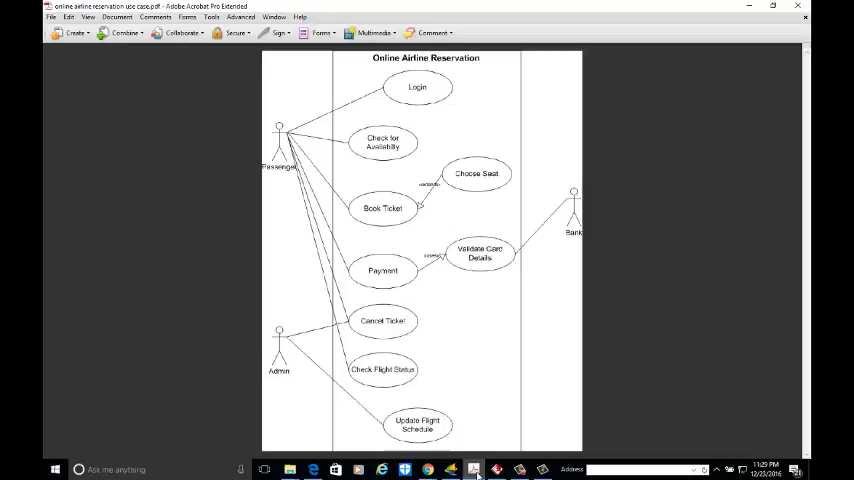 online airline reservation use case.pdf - Adobe Acrobat Pro Extended
File Edit View Document Comments Forms Tools Advanced Window Help
Create Combine Collaborate Secure Sign Forms Multimedia Comment
Online Airline Reservation
Login
Check for
Availability
Passenger
Choose Seat
Book Ticket
Bank
Validate Card
Details
Payment
Cancel Ticket
Admin
Check Flight Status
Update Flight
Schedule
Ask me anything
Address
11:29 PM
12/23/2016